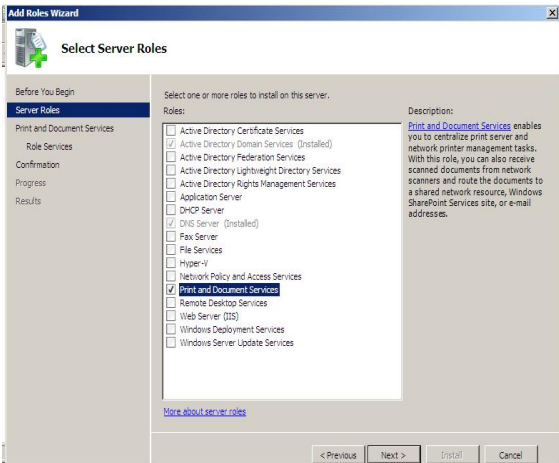 Add Roles Wizard
Select Server Roles
Before You Begin
Server Roles
Print and Document Services
Role Services
Confirmation
Progress
Results
Select one or more roles to install on this server.
Roles:
Active Directory Certificate Services
Active Directory Domain Services (Installed)
Active Directory Federation Services
Active Directory Lightweight Directory Services
Active Directory Rights Management Services
Application Server
DHCP Server
DNS Server (Installed)
Fax Server
File Services
Hyper-V
Network Policy and Access Services
Print and Document Services
Remote Desktop Services
Web Server (IIS)
Windows Deployment Services
Windows Server Update Services
More about server roles
Description:
Print and Document Services enables
you to centralize print server and
network printer management tasks.
With this role, you can also receive
scanned documents from network
scanners and route the documents to
a shared network resource, Windows
SharePoint Services site, or e-mail
addresses.
< Previous
Next >
Install
Cancel